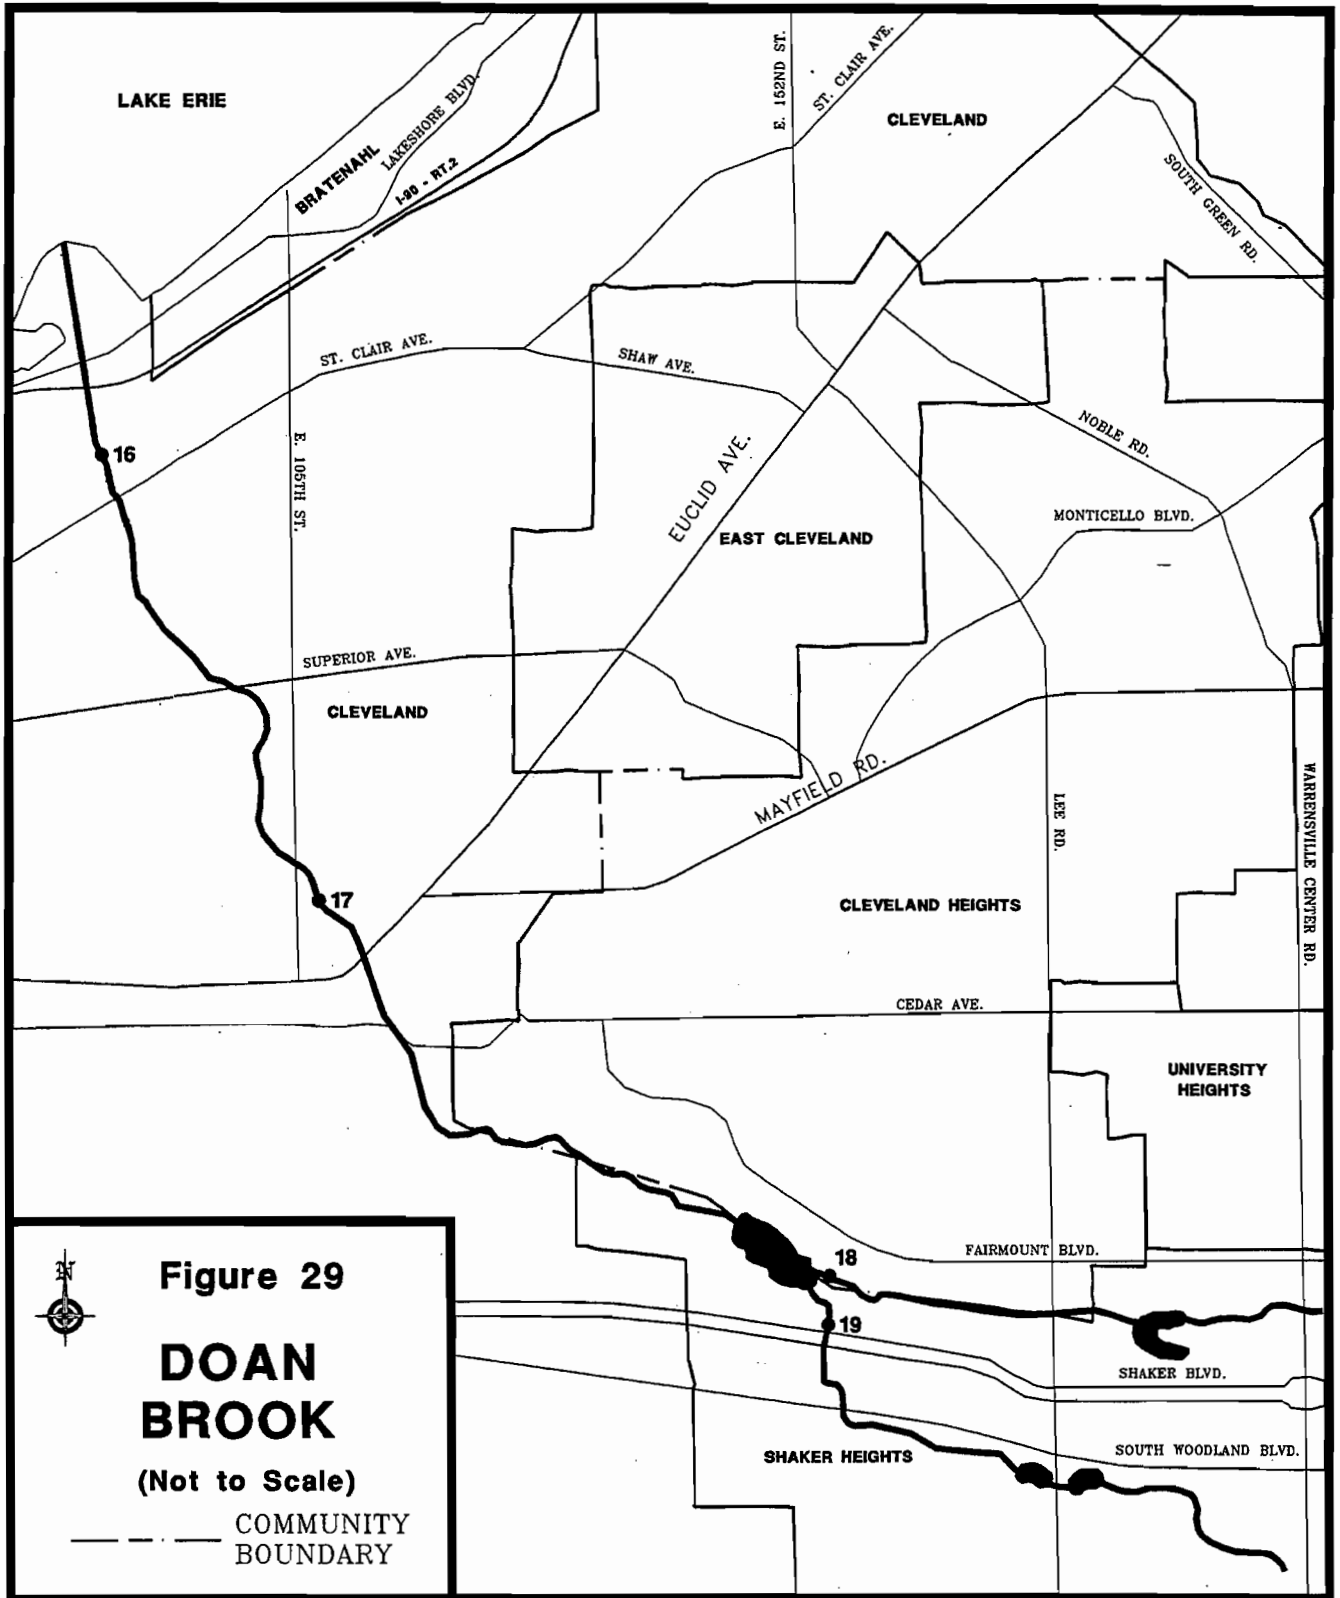 LAKE ERIE
BRATENAHL
LAKESHORE BLVD.
I-90 - RT.2
E. 152ND ST.
ST. CLAIR AVE.
CLEVELAND
SOUTH GREEN RD.
ST. CLAIR AVE.
SHAW AVE.
E. 105TH ST.
16
EUCLID AVE.
NOBLE RD.
MONTICELLO BLVD.
EAST CLEVELAND
SUPERIOR AVE.
CLEVELAND
MAYFIELD RD.
LEE RD.
WARRENSVILLE CENTER RD.
17
CLEVELAND HEIGHTS
CEDAR AVE.
UNIVERSITY
HEIGHTS
FAIRMOUNT BLVD.
18
19
SHAKER BLVD.
SOUTH WOODLAND BLVD.
SHAKER HEIGHTS
N
Figure 29
DOAN
BROOK
(Not to Scale)
COMMUNITY
BOUNDARY